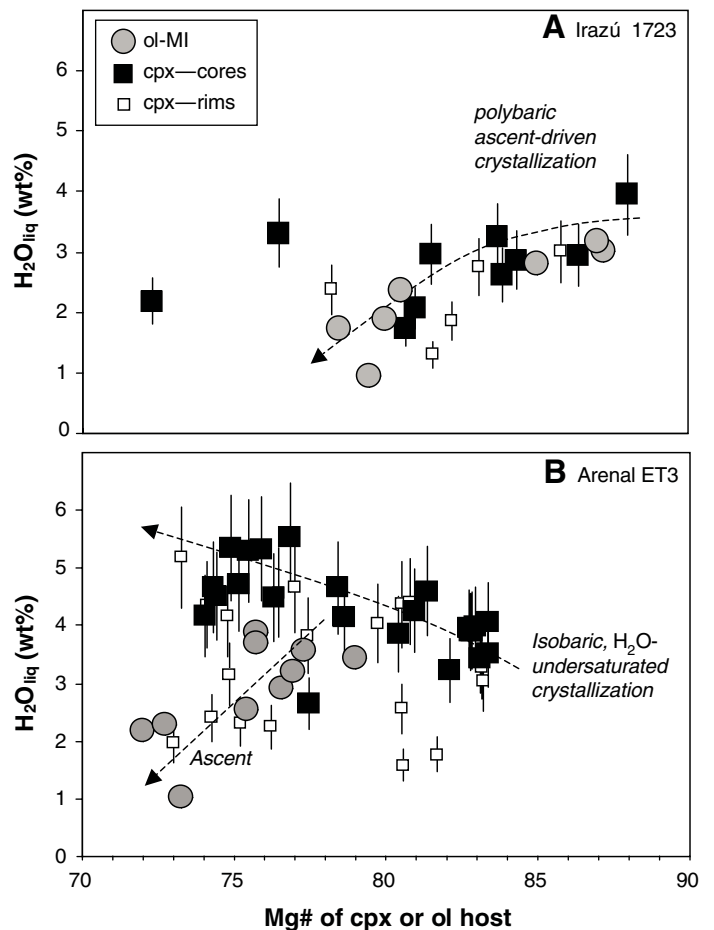 A Irazú 1723
ol-MI
cpx—cores
cpx—rims
polybaric
ascent-driven
crystallization
H2Oliq (wt%)
6
5
4
3
2
1
0
B Arenal ET3
Isobaric, H2O-
undersaturated
crystallization
Ascent
H2Oliq (wt%)
6
5
4
3
2
1
0
70 75 80 85 90
Mg# of cpx or ol host